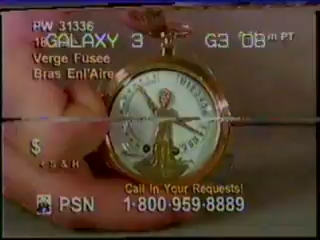 PW 31336
GALAXY 3 G3 '08
PT
Verge Fusee
Bras Enl'Aire
$
+ S & H
Call In Your Requests!
PSN 1-800-959-8889